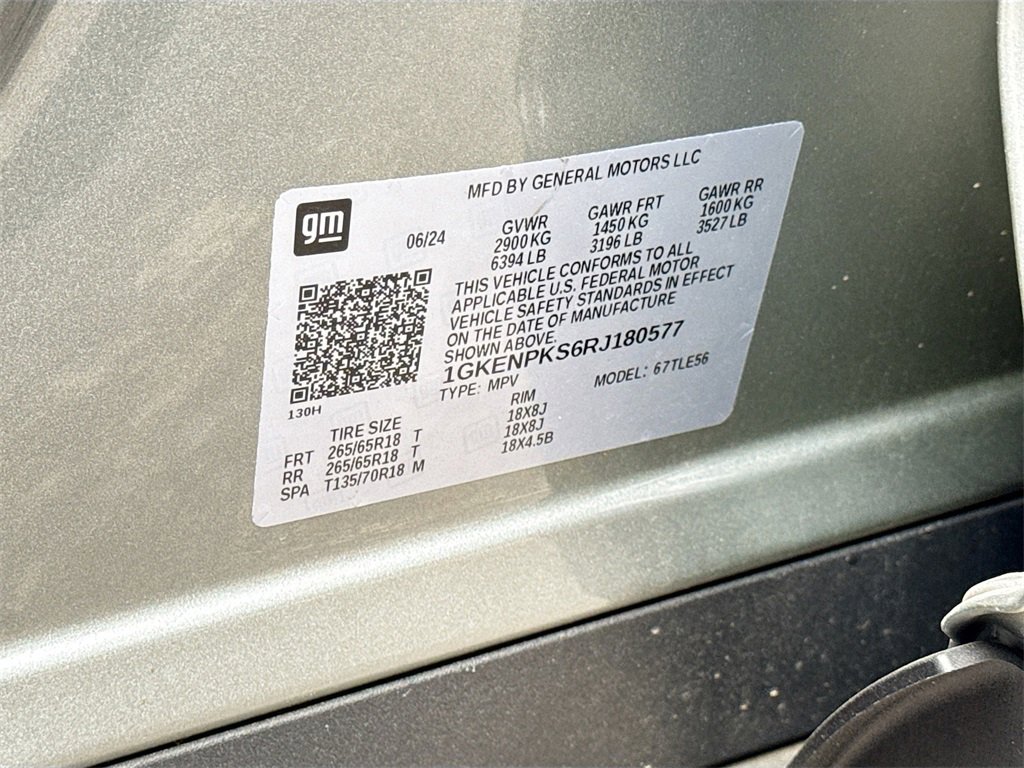 MFD BY GENERAL MOTORS LLC
gm
06/24
GVWR GAWR FRT GAWR RR
2900 KG 1450 KG 1600 KG
6394 LB 3196 LB 3527 LB
THIS VEHICLE CONFORMS TO ALL
APPLICABLE U.S. FEDERAL MOTOR
VEHICLE SAFETY STANDARDS IN EFFECT
ON THE DATE OF MANUFACTURE
SHOWN ABOVE.
1GKENPKS6RJ180577
TYPE: MPV MODEL: 67TLE56
130H
TIRE SIZE RIM
FRT 265/65R18 T 18X8J
RR 265/65R18 T 18X8J
SPA T135/70R18 M 18X4.5B